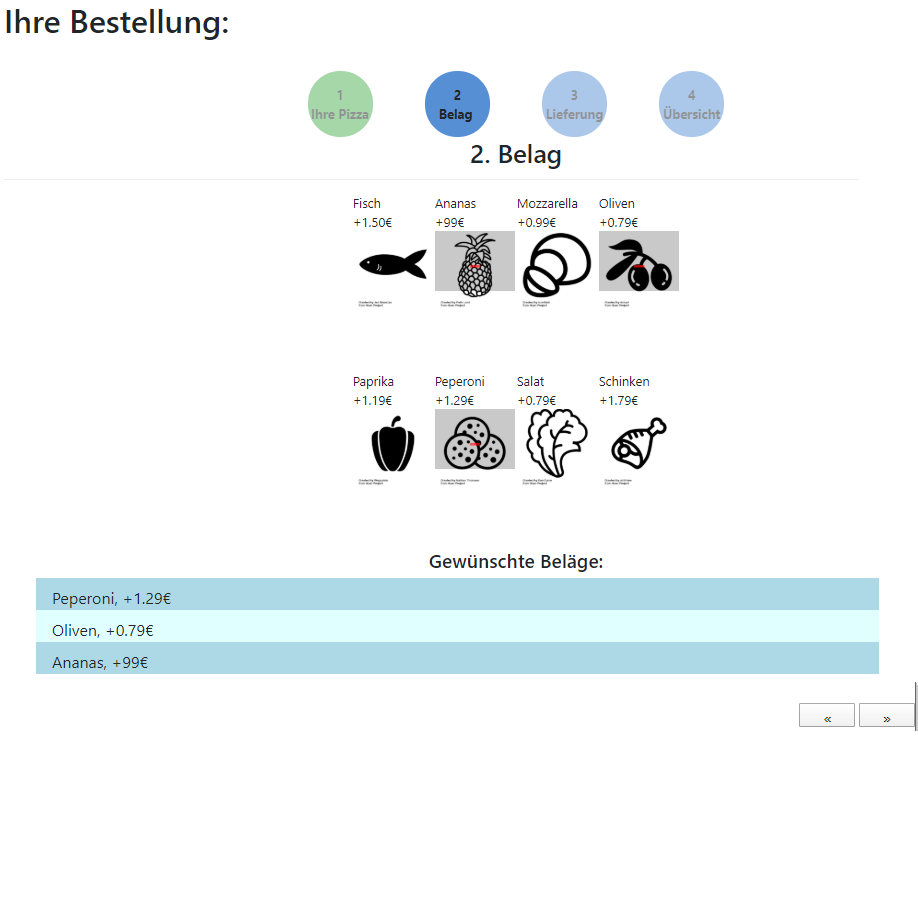 Ihre Bestellung:
1
Ihre Pizza
2
Belag
3
Lieferung
4
Übersicht
2. Belag
Fisch
+1.50€
Ananas
+99€
Mozzarella
+0.99€
Oliven
+0.79€
Paprika
+1.19€
Peperoni
+1.29€
Salat
+0.79€
Schinken
+1.79€
Gewünschte Beläge:
Peperoni, +1.29€
Oliven, +0.79€
Ananas, +99€
« »